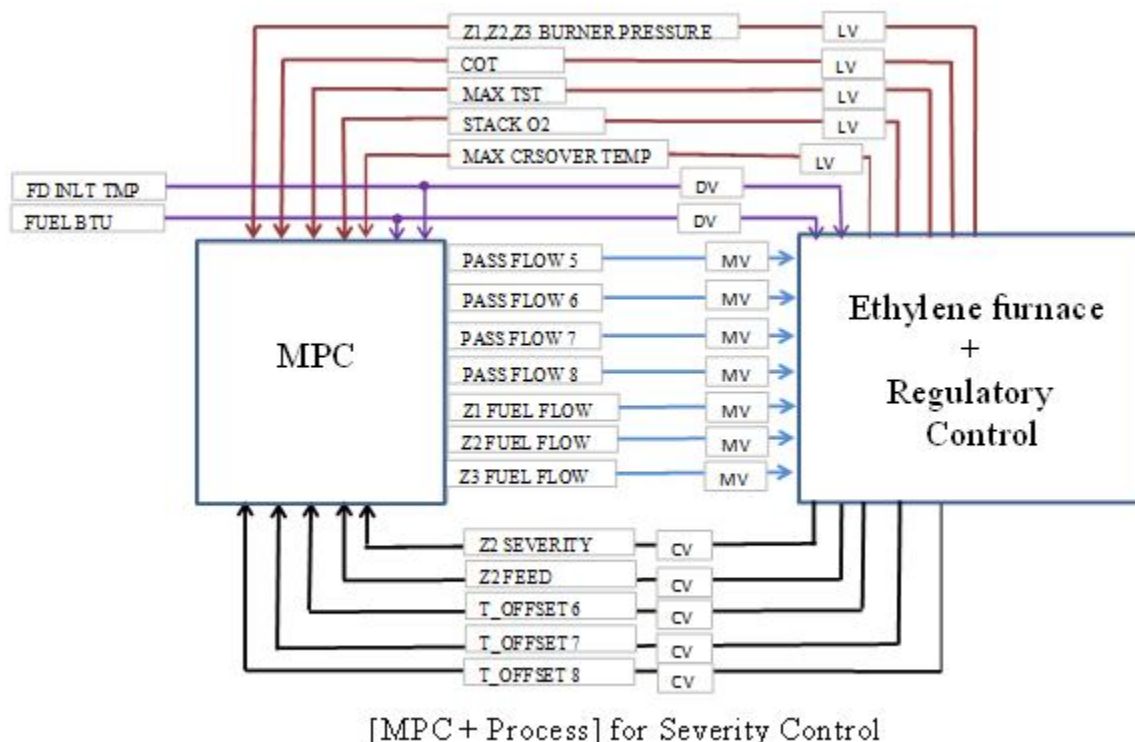 Z1,Z2,Z3 BURNER PRESSURE LV
COT LV
MAX TST LV
STACK O2 LV
MAX CRSOVER TEMP LV
FD INLT TMP DV
FUEL BTU DV
PASS FLOW 5 MV
PASS FLOW 6 MV
PASS FLOW 7 MV
PASS FLOW 8 MV
Z1 FUEL FLOW MV
Z2 FUEL FLOW MV
Z3 FUEL FLOW MV
MPC
Ethylene furnace
+
Regulatory
Control
Z2 SEVERITY CV
Z2 FEED CV
T_OFFSET 6 CV
T_OFFSET 7 CV
T_OFFSET 8 CV
[MPC + Process] for Severity Control